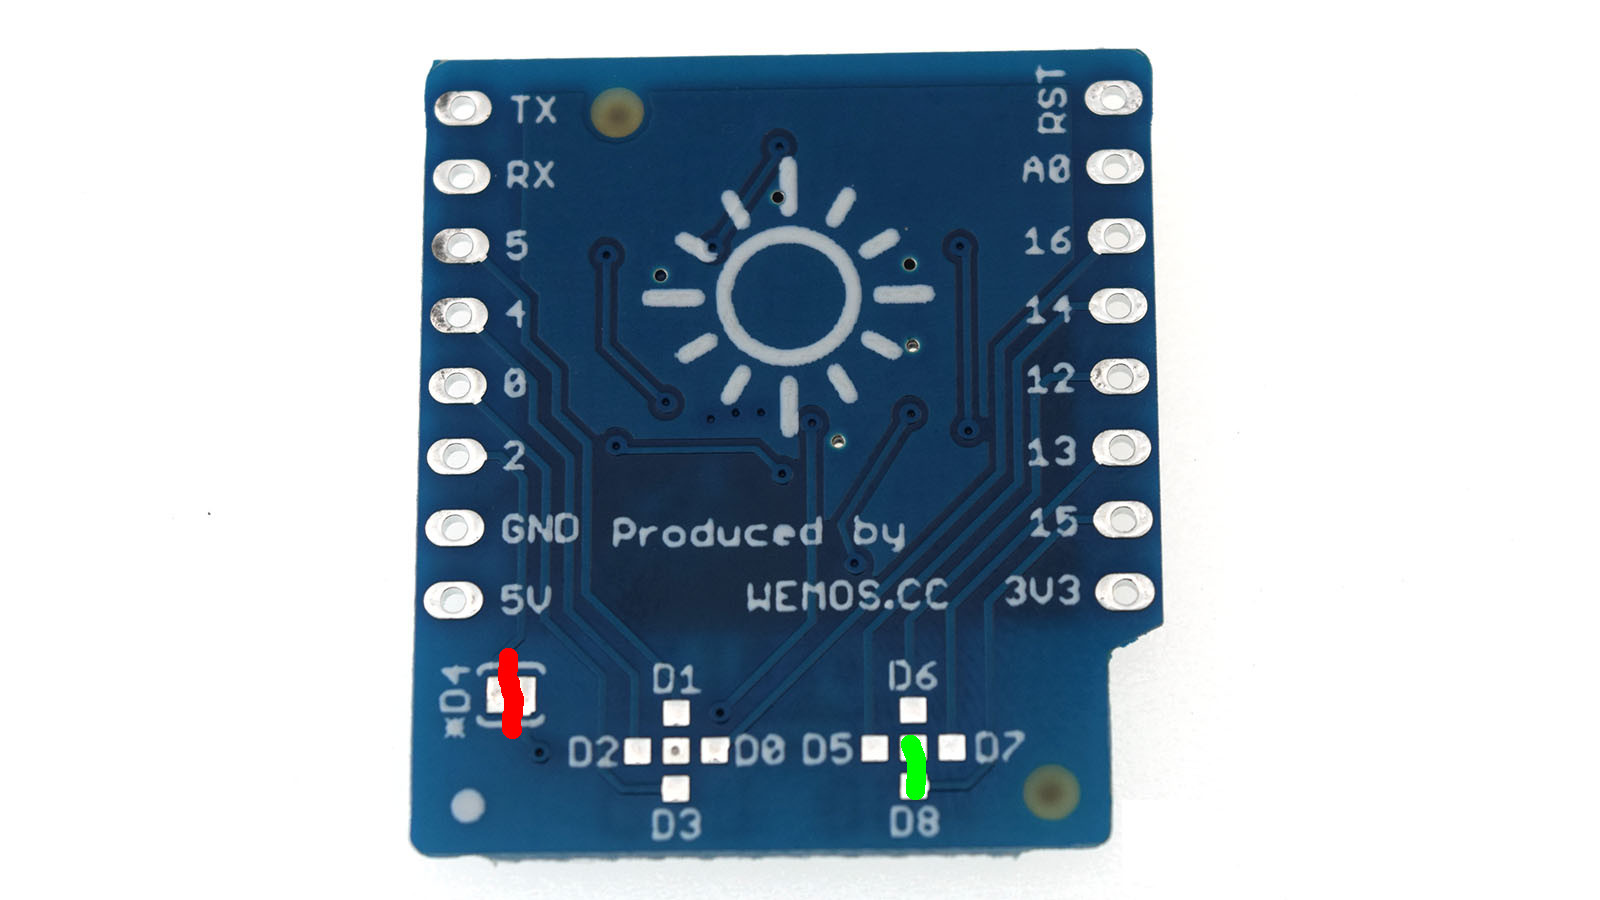 TX
RX
5
4
0
2
GND
5V
RST
A0
16
14
12
13
15
3V3
Produced by
WEMOS.CC
*D4
D1
D2
D0
D3
D6
D5
D7
D8